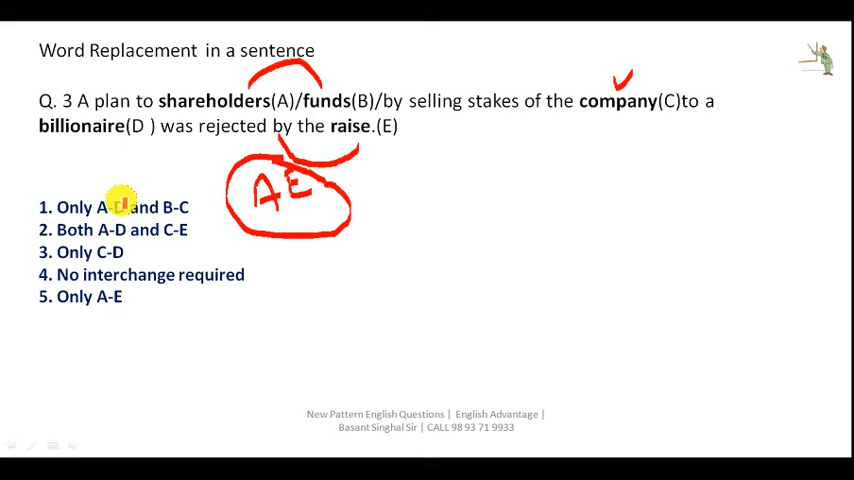 Word Replacement in a sentence
Q. 3 A plan to shareholders(A)/funds(B)/by selling stakes of the company(C)to a
billionaire(D ) was rejected by the raise.(E)
AE
1. Only A-D and B-C
2. Both A-D and C-E
3. Only C-D
4. No interchange required
5. Only A-E
New Pattern English Questions | English Advantage |
Basant Singhal Sir | CALL 98 93 71 9933